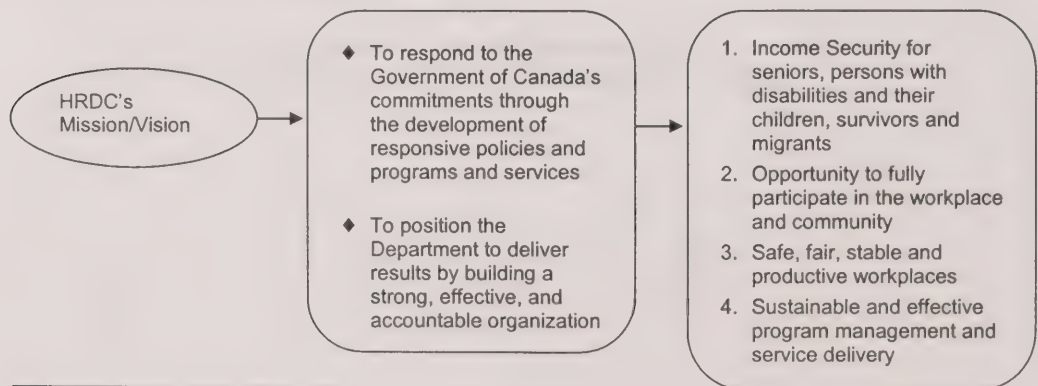 HRDC's
Mission/Vision
♦ To respond to the
Government of Canada's
commitments through
the development of
responsive policies and
programs and services
♦ To position the
Department to deliver
results by building a
strong, effective, and
accountable organization
1. Income Security for
seniors, persons with
disabilities and their
children, survivors and
migrants
2. Opportunity to fully
participate in the workplace
and community
3. Safe, fair, stable and
productive workplaces
4. Sustainable and effective
program management and
service delivery